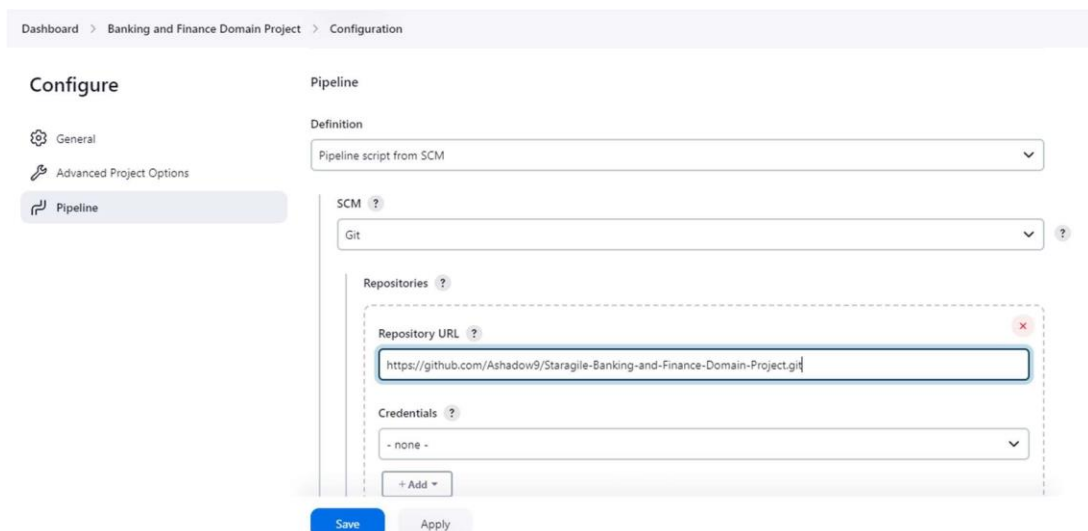 Dashboard > Banking and Finance Domain Project > Configuration
Configure
General
Advanced Project Options
Pipeline
Pipeline
Definition
Pipeline script from SCM
SCM ?
Git
?
Repositories ?
×
Repository URL ?
https://github.com/Ashadow9/Staragile-Banking-and-Finance-Domain-Project.git
Credentials ?
- none -
+ Add
Save Apply